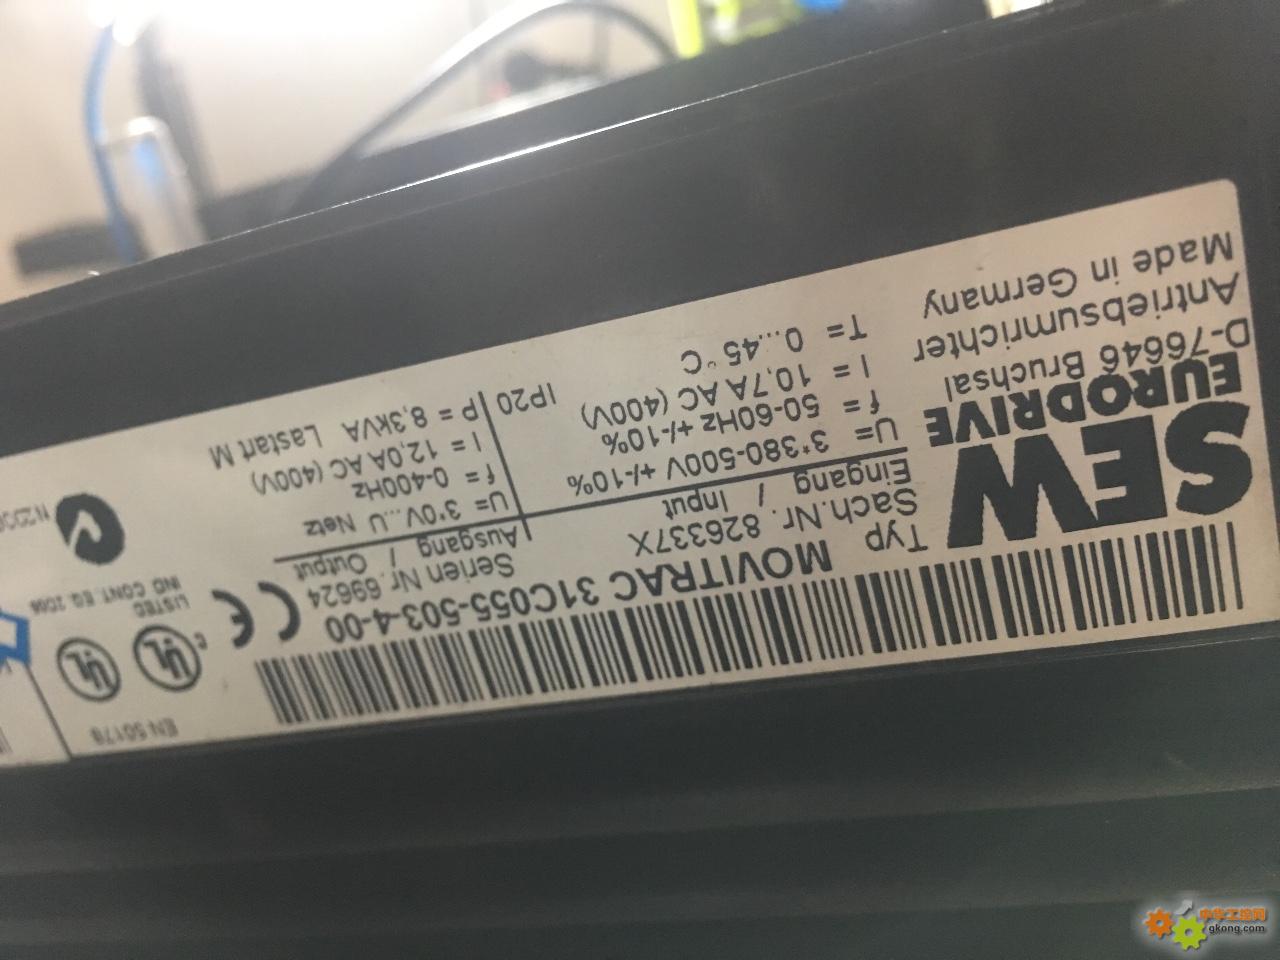 SEW
EURODRIVE
D-76646 Bruchsal
Antriebsumrichter
Made in Germany
Typ MOVITRAC 31C055-503-4-00
Sach.Nr. 826337X Serien Nr. 69624
Eingang / Input
U= 3*380-500V +/-10%
f = 50-60Hz +/-10%
I = 10,7A AC (400V)
T= 0...45°C
IP20
Ausgang / Output
U= 3*0V...U Netz
f = 0-400Hz
I = 12,0A AC (400V)
P = 8,3kVA Lastart M
CE
EN 50178
C UL UL
LISTED
IND CONT. EQ.
中华工控网
gkong.com